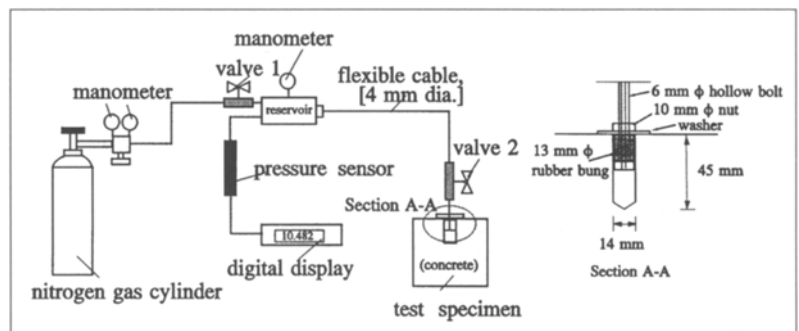 manometer
valve 1
manometer
flexible cable,
[4 mm dia.]
reservoir
valve 2
pressure sensor
Section A-A
10.482
digital display
(concrete)
nitrogen gas cylinder
test specimen
6 mm ϕ hollow bolt
10 mm ϕ nut
washer
13 mm ϕ
rubber bung
45 mm
14 mm
Section A-A